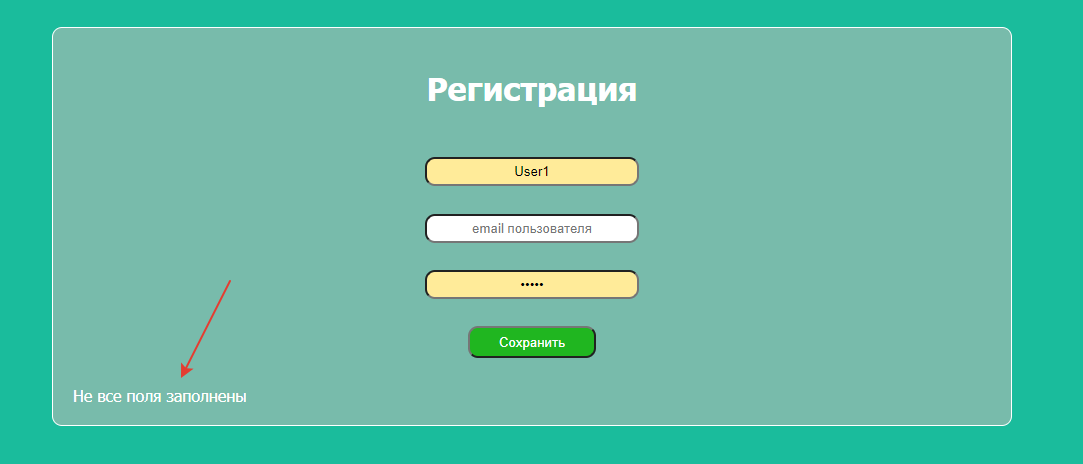 Регистрация
User1
email пользователя
•••••
Сохранить
Не все поля заполнены